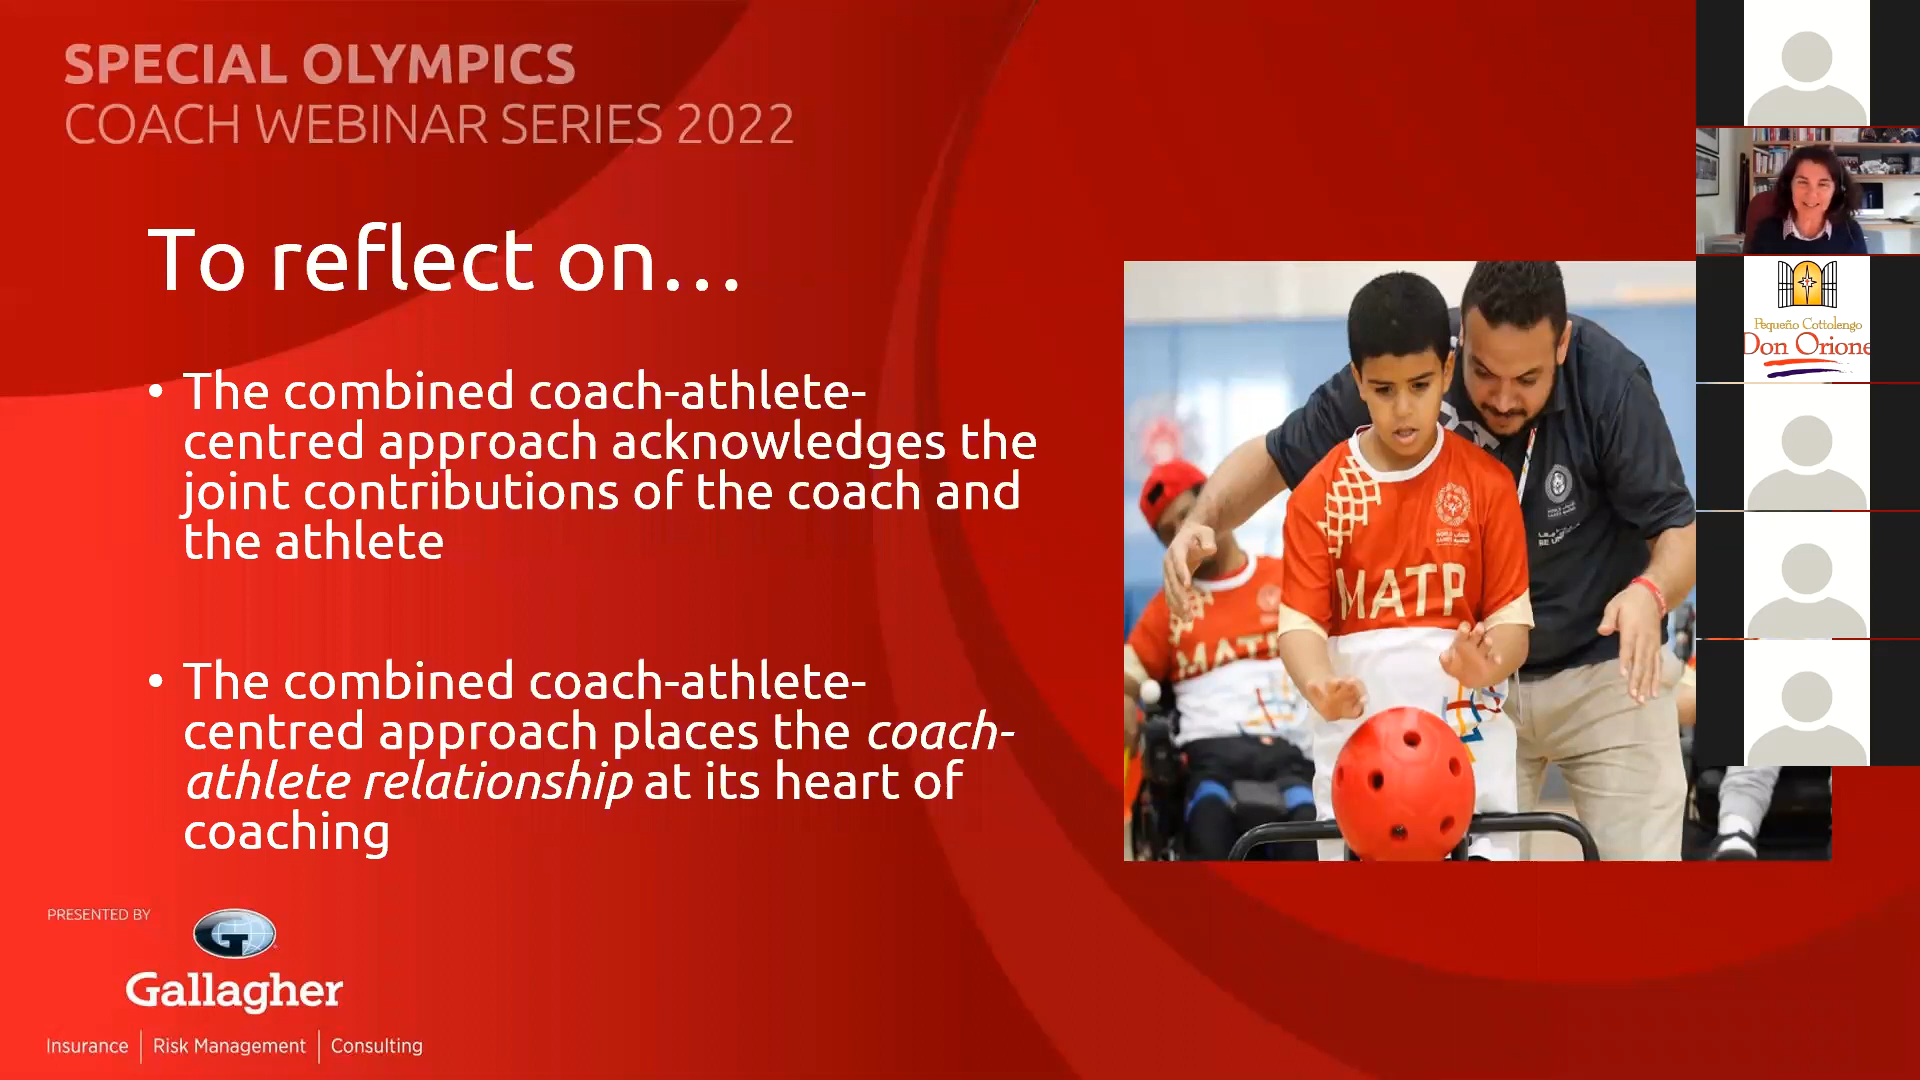 SPECIAL OLYMPICS
COACH WEBINAR SERIES 2022
To reflect on...
• The combined coach-athlete-
centred approach acknowledges the
joint contributions of the coach and
the athlete
• The combined coach-athlete-
centred approach places the coach-
athlete relationship at its heart of
coaching
PRESENTED BY
G
Gallagher
Insurance | Risk Management | Consulting
MATP
MATP
Pequeño Cottolengo
Don Orione